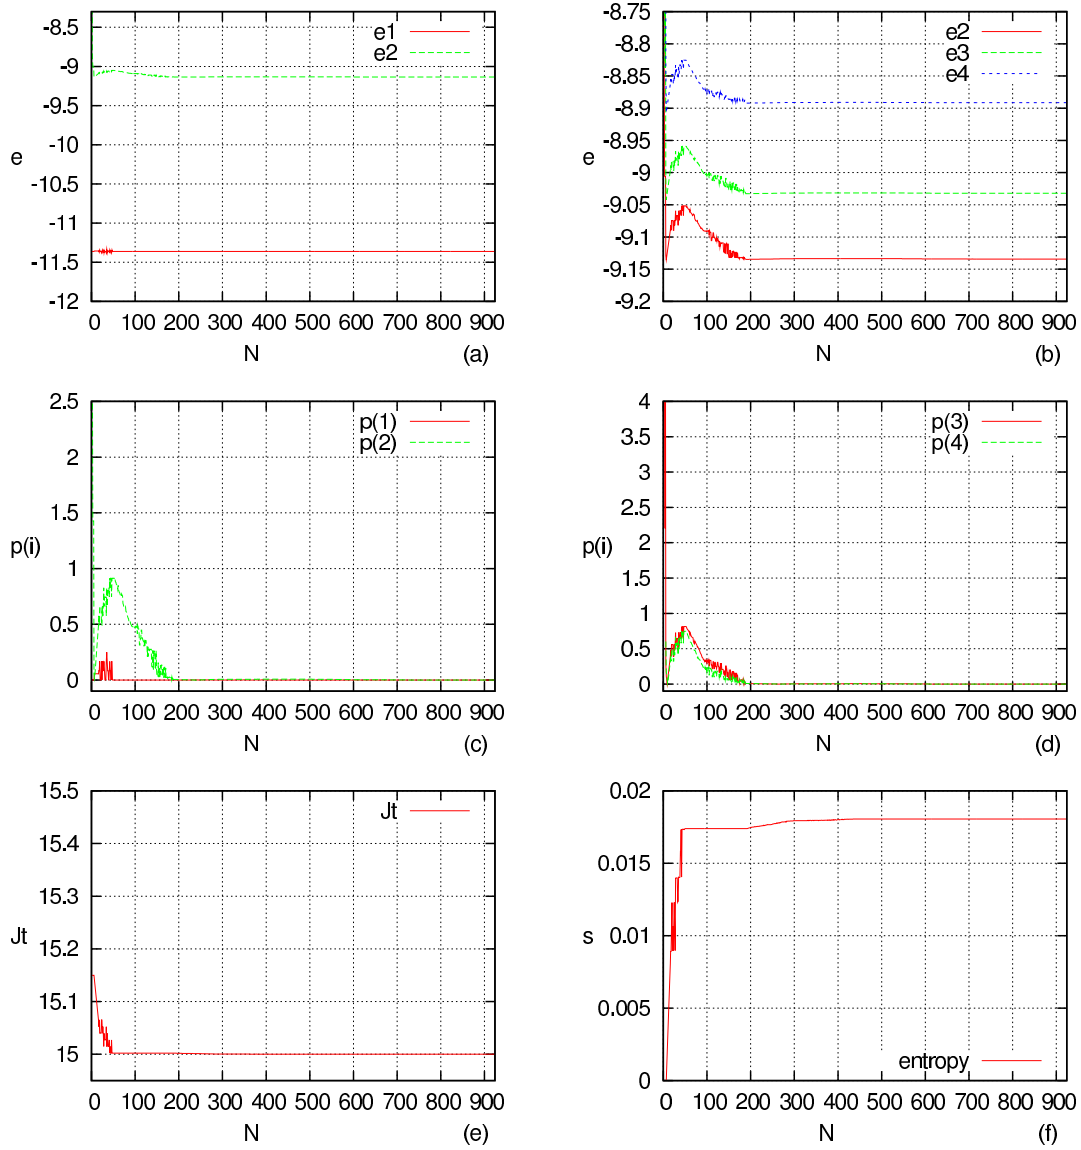 -8.5
-9
-9.5
-10
-10.5
-11
-11.5
-12
e
e1
e2
0 100 200 300 400 500 600 700 800 900
N
(a)
-8.75
-8.8
-8.85
-8.9
-8.95
-9
-9.05
-9.1
-9.15
-9.2
e
e2
e3
e4
0 100 200 300 400 500 600 700 800 900
N
(b)
2.5
2
1.5
1
0.5
0
p(i)
p(1)
p(2)
0 100 200 300 400 500 600 700 800 900
N
(c)
4
3.5
3
2.5
2
1.5
1
0.5
0
p(i)
p(3)
p(4)
0 100 200 300 400 500 600 700 800 900
N
(d)
15.5
15.4
15.3
15.2
15.1
15
Jt
Jt
0 100 200 300 400 500 600 700 800 900
N
(e)
0.02
0.015
0.01
0.005
0
s
entropy
0 100 200 300 400 500 600 700 800 900
N
(f)